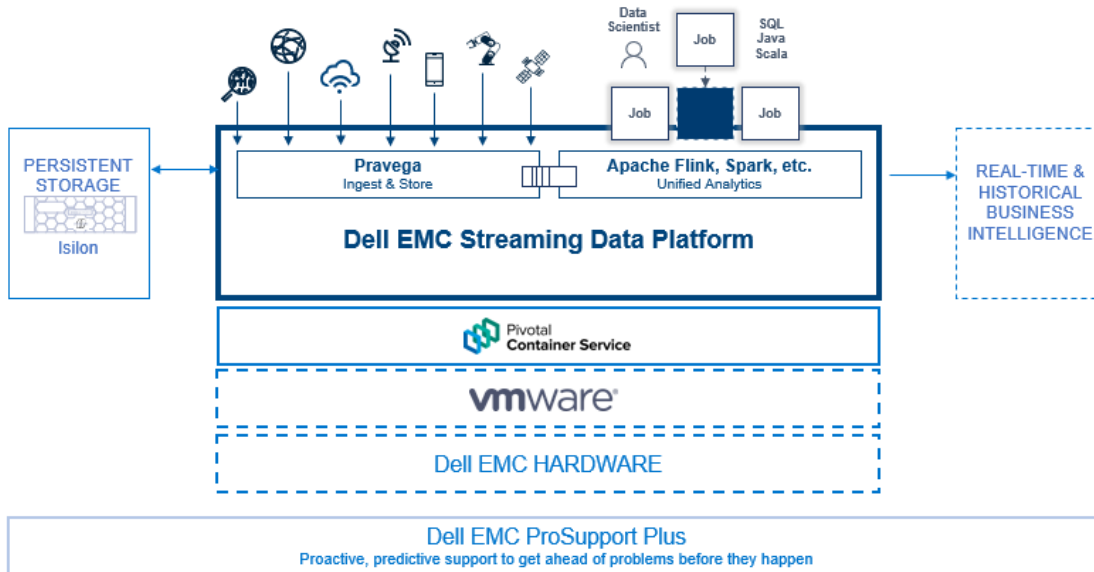 Data
Scientist
Job
SQL
Java
Scala
Job
Job
PERSISTENT
STORAGE
Isilon
Pravega
Ingest & Store
Apache Flink, Spark, etc.
Unified Analytics
Dell EMC Streaming Data Platform
REAL-TIME &
HISTORICAL
BUSINESS
INTELLIGENCE
Pivotal
Container Service
vmware®
Dell EMC HARDWARE
Dell EMC ProSupport Plus
Proactive, predictive support to get ahead of problems before they happen